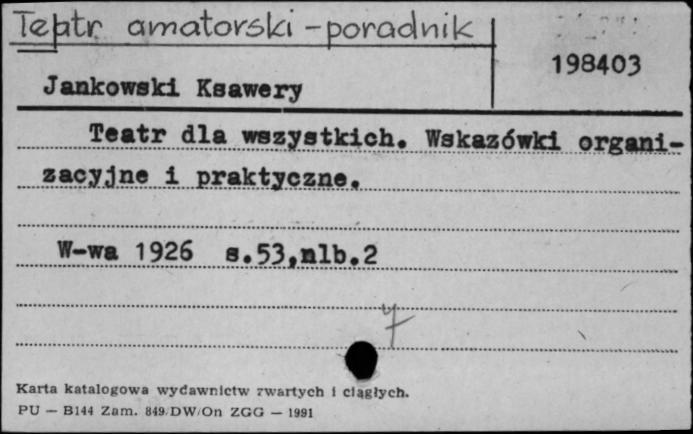 Teatr amatorski - poradnik
198403
Jankowski Ksawery
Teatr dla wszystkich. Wskazówki organi-
zacyjne i praktyczne.
W-wa 1926 s.53,nlb.2
Karta katalogowa wydawnictw zwartych i ciągłych.
PU — B144 Zam. 849/DW/On ZGG — 1991